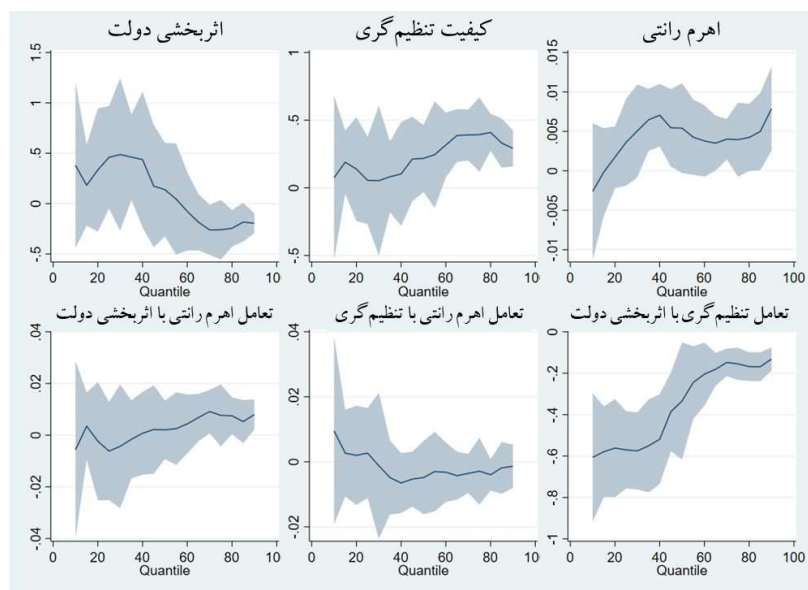 اهرم رانتی
.015
.01
.005
0
-.005
-.01
0 20 40 60 80 100
Quantile
کیفیت تنظیم‌گری
1
.5
0
-.5
0 20 40 60 80 10
Quantile
اثربخشی دولت
1.5
1
.5
0
-.5
0 20 40 60 80 10
Quantile
تعامل تنظیم‌گری با اثربخشی دولت
0
-.2
-.4
-.6
-.8
-1
0 20 40 60 80 100
Quantile
تعامل اهرم رانتی با تنظیم‌گری
.04
.02
0
-.02
0 20 40 60 80 10
Quantile
تعامل اهرم رانتی با اثربخشی دولت
.04
.02
0
-.02
-.04
0 20 40 60 80 10
Quantile